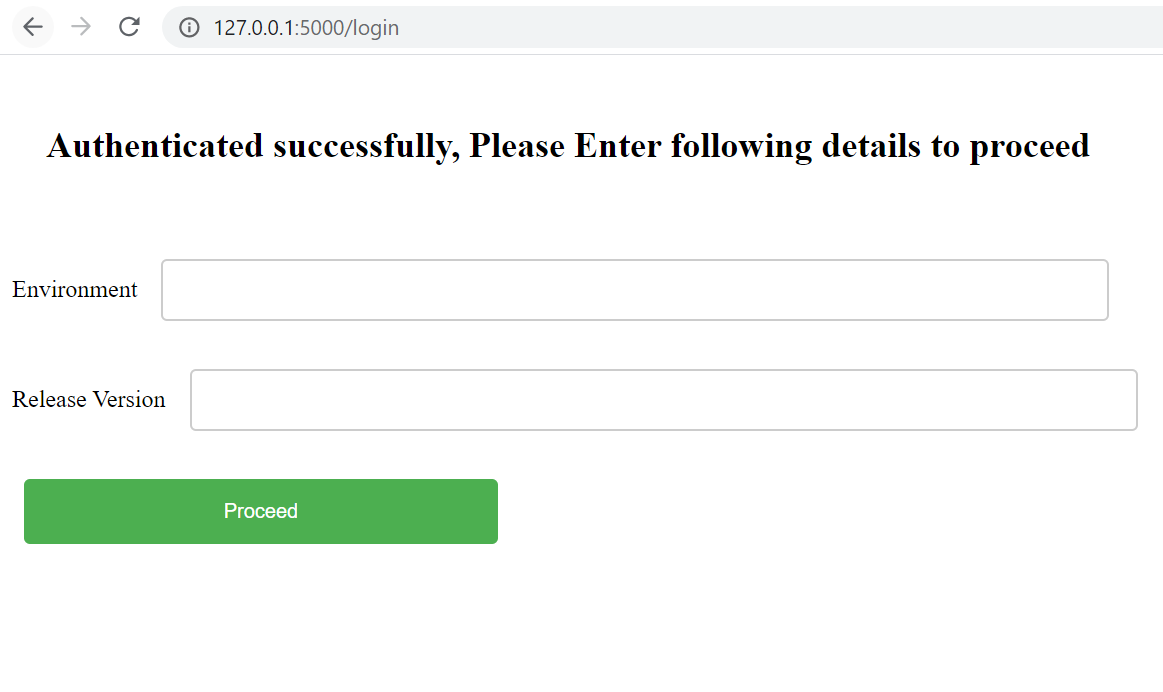 127.0.0.1:5000/login
Authenticated successfully, Please Enter following details to proceed
Environment
Release Version
Proceed